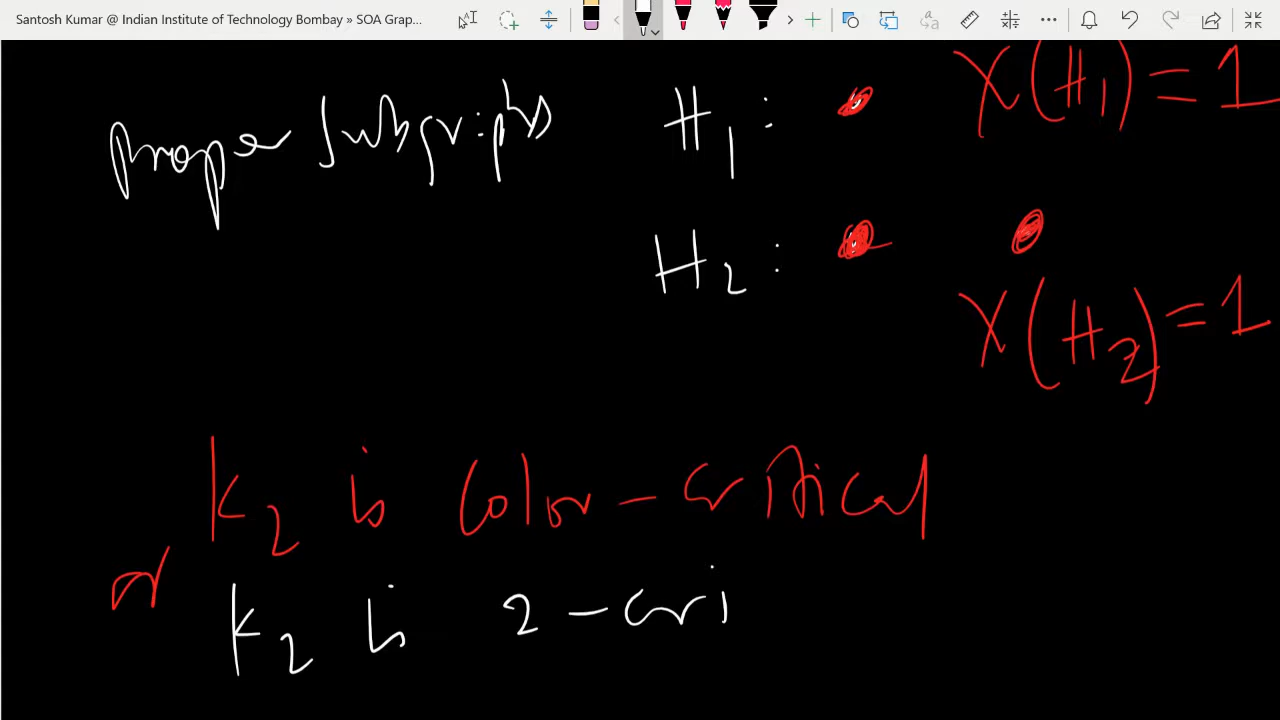 Santosh Kumar @ Indian Institute of Technology Bombay » SOA Grap...
Proper Subgraphs H1: χ(H1) = 1
H2:
χ(H2) = 1
K2 is color-critical
or
K2 is 2-cri